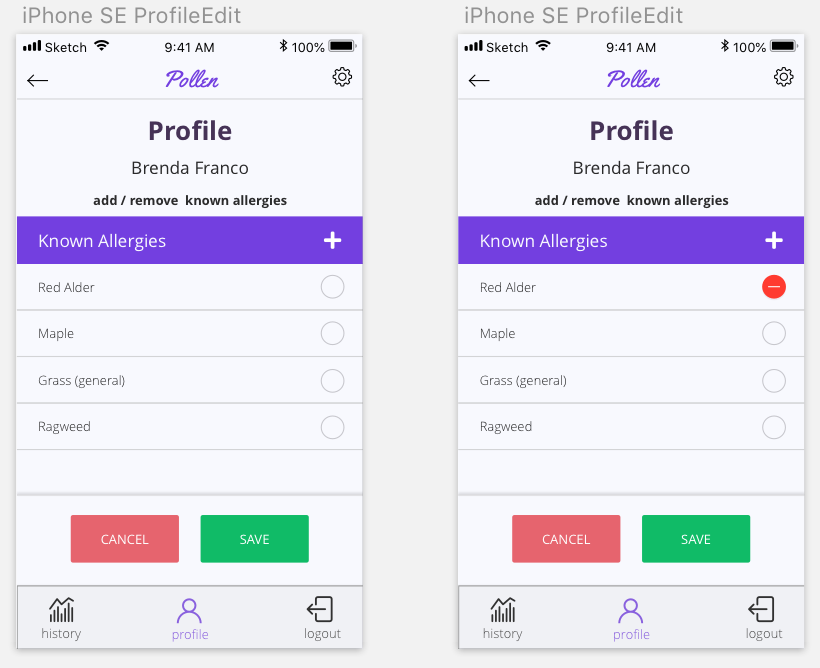 iPhone SE ProfileEdit
Sketch 9:41 AM 100%
Pollen
Profile
Brenda Franco
add / remove known allergies
Known Allergies
Red Alder
Maple
Grass (general)
Ragweed
CANCEL SAVE
history profile logout
iPhone SE ProfileEdit
Sketch 9:41 AM 100%
Pollen
Profile
Brenda Franco
add / remove known allergies
Known Allergies
Red Alder
Maple
Grass (general)
Ragweed
CANCEL SAVE
history profile logout